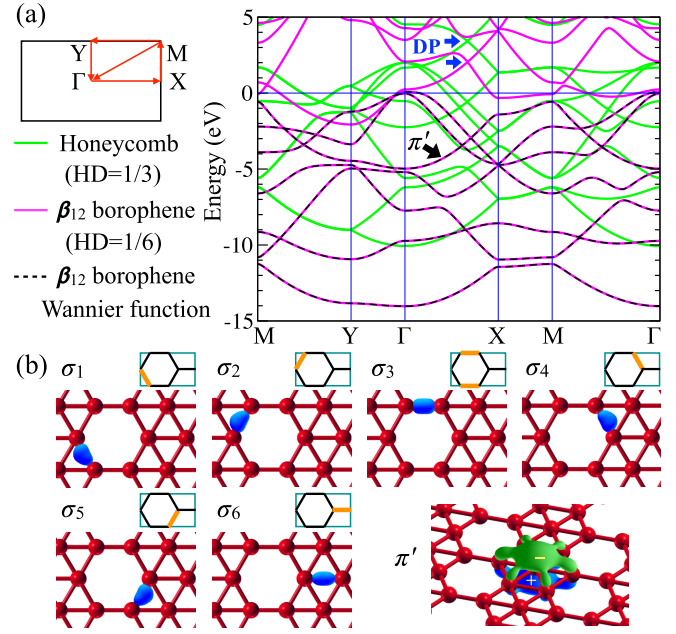 (a)
Y M
Γ X
Honeycomb
(HD=1/3)
β₁₂ borophene
(HD=1/6)
β₁₂ borophene
Wannier function
Energy (eV)
5
0
-5
-10
-15
DP
π′
M Y Γ X M Γ
(b)
σ₁ σ₂ σ₃ σ₄
σ₅ σ₆ π′
−
+